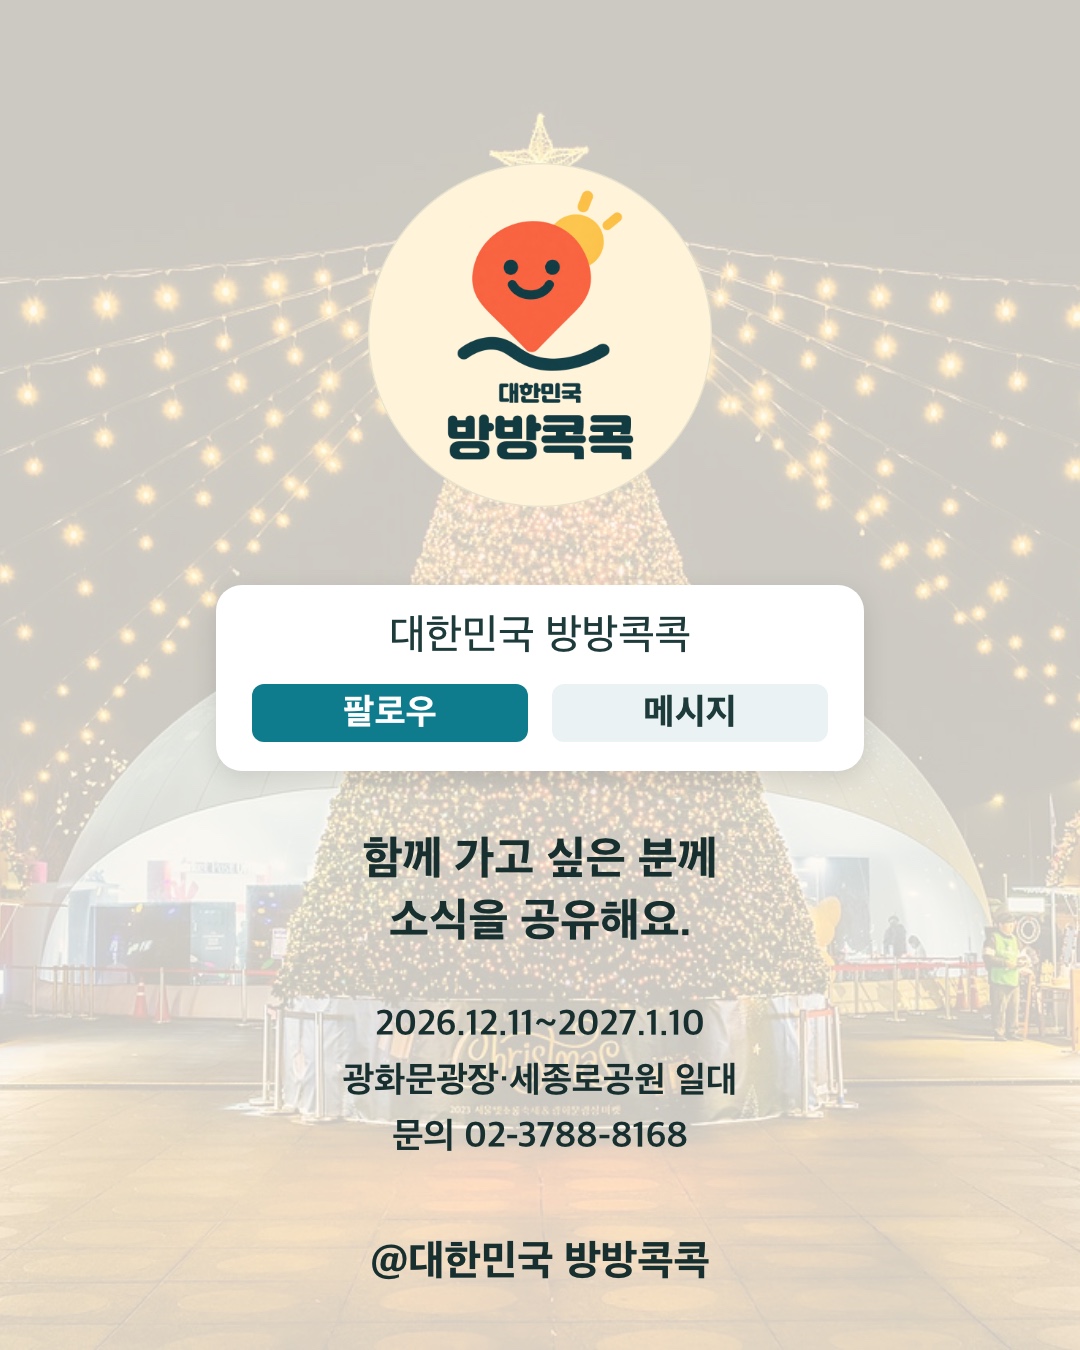 대한민국
방방콕콕
대한민국 방방콕콕
팔로우
메시지
함께 가고 싶은 분께
소식을 공유해요.
2026.12.11~2027.1.10
광화문광장·세종로공원 일대
Christmas
문의 02-3788-8168
@대한민국 방방콕콕